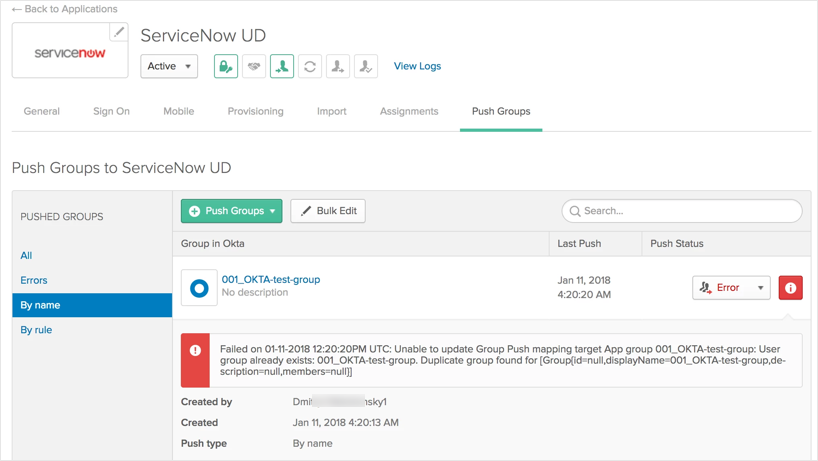 ← Back to Applications
servicenow
ServiceNow UD
Active
View Logs
General Sign On Mobile Provisioning Import Assignments Push Groups
Push Groups to ServiceNow UD
PUSHED GROUPS
All
Errors
By name
By rule
Push Groups Bulk Edit Search...
Group in Okta Last Push Push Status
001_OKTA-test-group
No description
Jan 11, 2018
4:20:20 AM
Error
Failed on 01-11-2018 12:20:20PM UTC: Unable to update Group Push mapping target App group 001_OKTA-test-group: User
group already exists: 001_OKTA-test-group. Duplicate group found for [Group{id=null,displayName=001_OKTA-test-group,de-
scription=null,members=null}]
Created by Dmit nsky1
Created Jan 11, 2018 4:20:13 AM
Push type By name